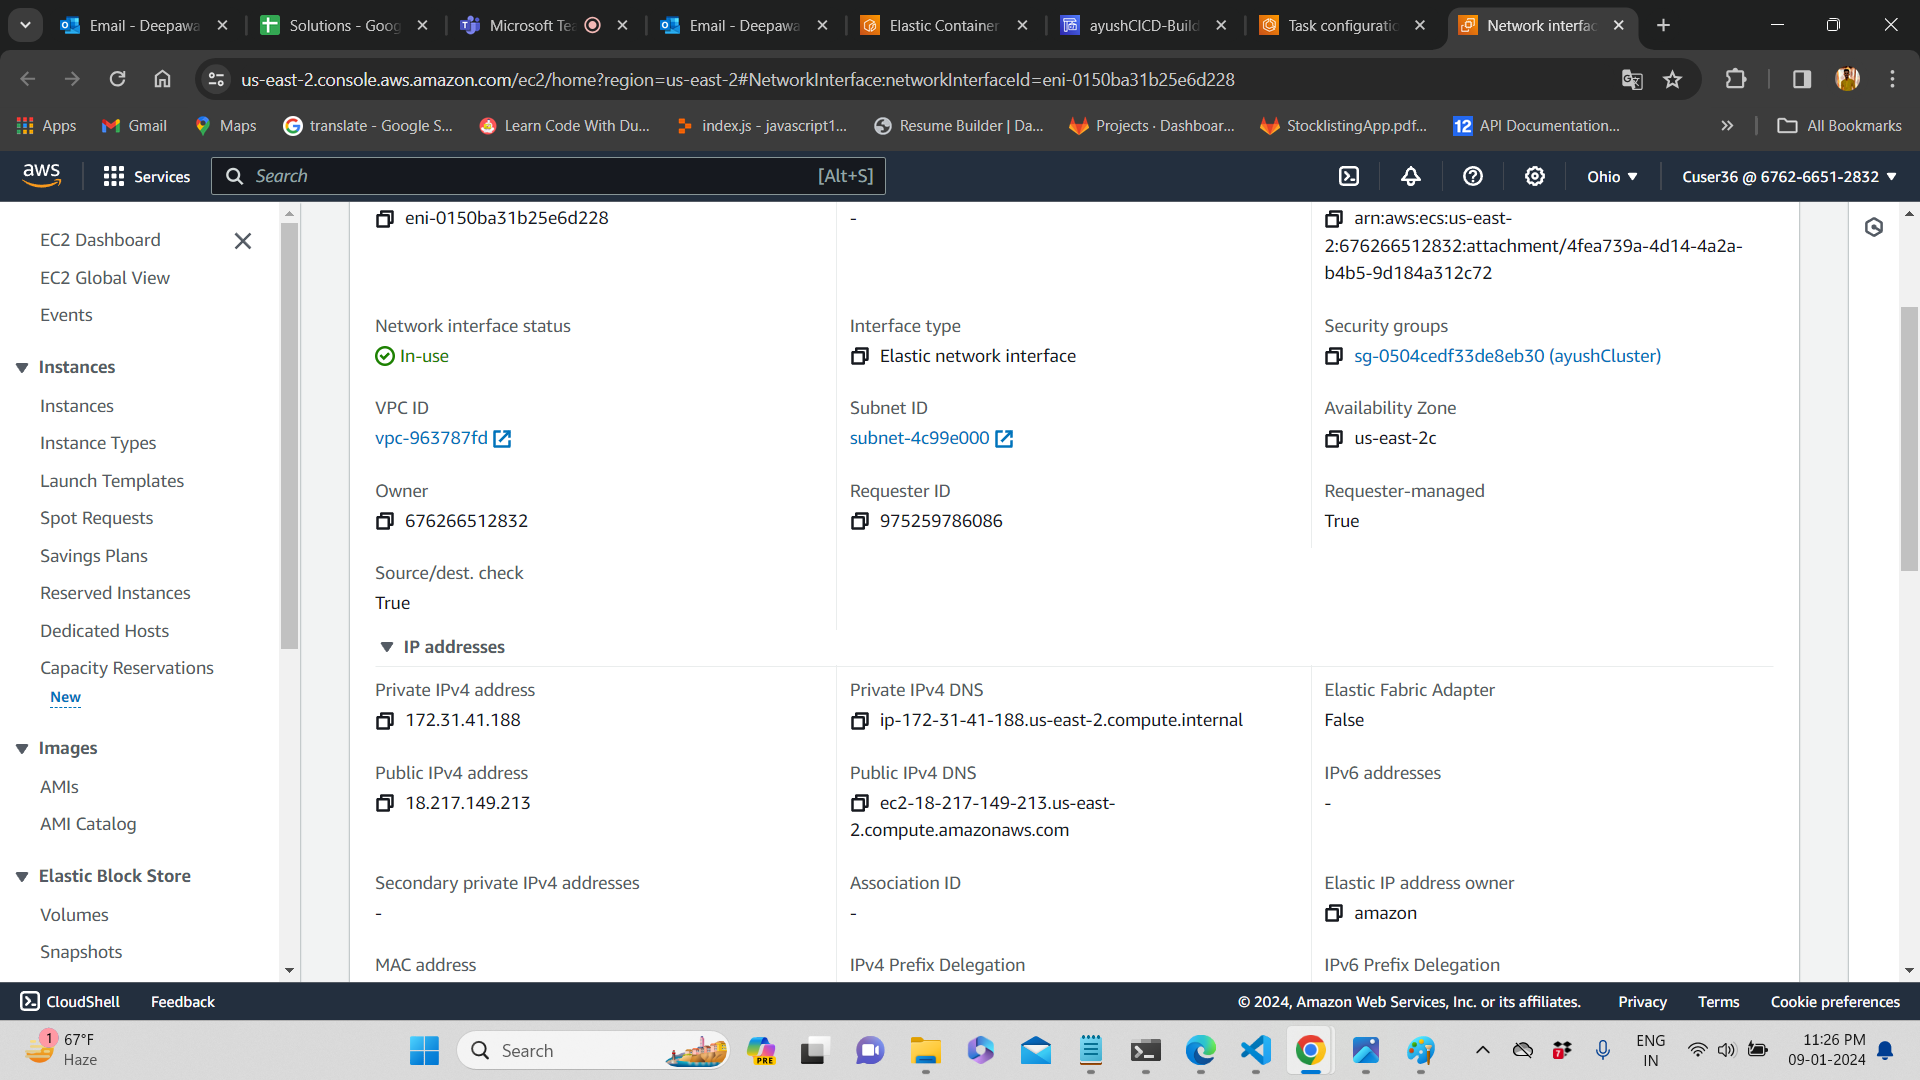 Email - Deepawa
Solutions - Goog
Microsoft Tea
Email - Deepawa
Elastic Container
ayushCICD-Build
Task configuratio
Network interfac
us-east-2.console.aws.amazon.com/ec2/home?region=us-east-2#NetworkInterface:networkInterfaceId=eni-0150ba31b25e6d228
Apps
Gmail
Maps
translate - Google S...
Learn Code With Du...
index.js - javascript1...
Resume Builder | Da...
Projects · Dashboar...
StocklistingApp.pdf...
12 API Documentation...
All Bookmarks
aws
Services
Search
[Alt+S]
Ohio
Cuser36 @ 6762-6651-2832
EC2 Dashboard
EC2 Global View
Events
Instances
Instances
Instance Types
Launch Templates
Spot Requests
Savings Plans
Reserved Instances
Dedicated Hosts
Capacity Reservations
New
Images
AMIs
AMI Catalog
Elastic Block Store
Volumes
Snapshots
eni-0150ba31b25e6d228
-
arn:aws:ecs:us-east-
2:676266512832:attachment/4fea739a-4d14-4a2a-
b4b5-9d184a312c72
Network interface status
In-use
Interface type
Elastic network interface
Security groups
sg-0504cedf33de8eb30 (ayushCluster)
VPC ID
vpc-963787fd
Subnet ID
subnet-4c99e000
Availability Zone
us-east-2c
Owner
676266512832
Requester ID
975259786086
Requester-managed
True
Source/dest. check
True
IP addresses
Private IPv4 address
172.31.41.188
Private IPv4 DNS
ip-172-31-41-188.us-east-2.compute.internal
Elastic Fabric Adapter
False
Public IPv4 address
18.217.149.213
Public IPv4 DNS
ec2-18-217-149-213.us-east-
2.compute.amazonaws.com
IPv6 addresses
-
Secondary private IPv4 addresses
-
Association ID
-
Elastic IP address owner
amazon
MAC address
IPv4 Prefix Delegation
IPv6 Prefix Delegation
CloudShell
Feedback
© 2024, Amazon Web Services, Inc. or its affiliates.
Privacy
Terms
Cookie preferences
1
67°F
Haze
Search
PRE
7
ENG
IN
11:26 PM
09-01-2024